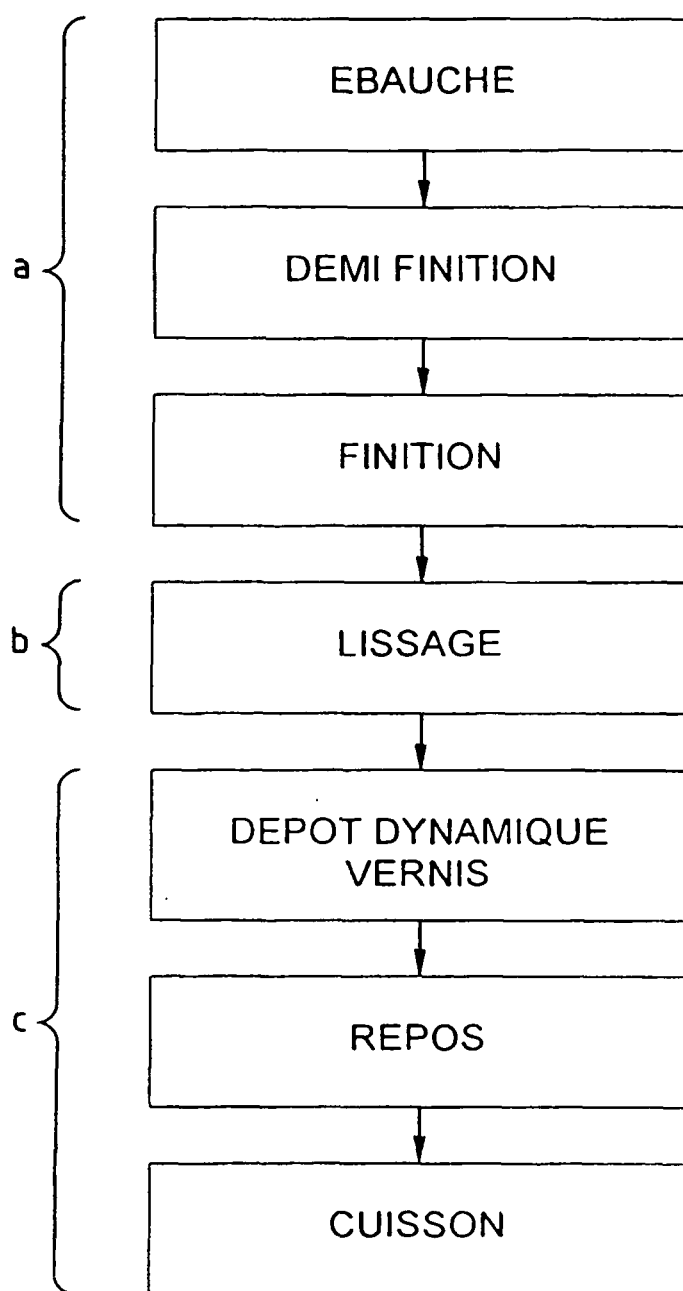 EBAUCHE
a
DEMI FINITION
FINITION
b
LISSAGE
DEPOT DYNAMIQUE
VERNIS
c
REPOS
CUISSON